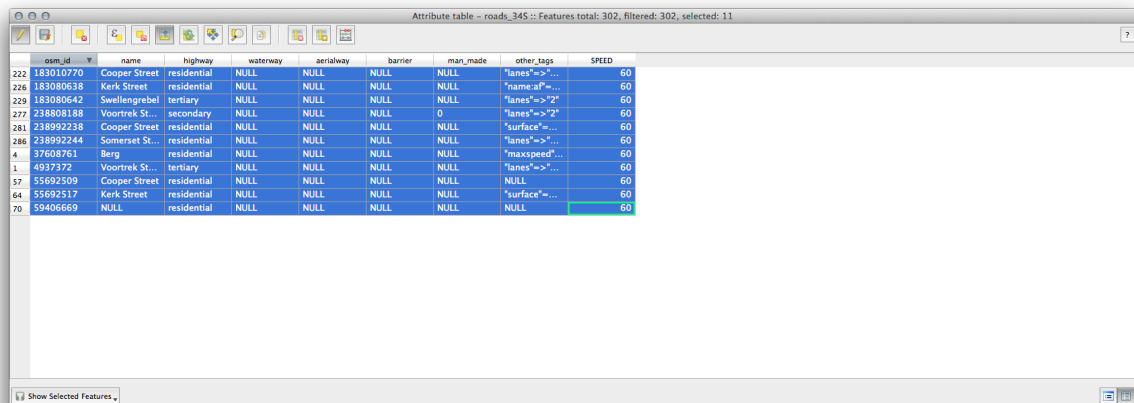 Attribute table - roads_34S :: Features total: 302, filtered: 302, selected: 11
?
osm_id name highway waterway aerialway barrier man_made other_tags SPEED
222 183010770 Cooper Street residential NULL NULL NULL NULL "lanes"=>"... 60
226 183080638 Kerk Street residential NULL NULL NULL NULL "name:af"=... 60
229 183080642 Swellengrebel tertiary NULL NULL NULL NULL "lanes"=>"2" 60
277 238808188 Voortrek St... secondary NULL NULL NULL 0 "lanes"=>"2" 60
281 238992238 Cooper Street residential NULL NULL NULL NULL "surface"=... 60
286 238992244 Somerset St... residential NULL NULL NULL NULL "lanes"=>"... 60
4 37608761 Berg residential NULL NULL NULL NULL "maxspeed"... 60
1 4937372 Voortrek St... tertiary NULL NULL NULL NULL "lanes"=>"... 60
57 55692509 Cooper Street residential NULL NULL NULL NULL NULL 60
64 55692517 Kerk Street residential NULL NULL NULL NULL "surface"=... 60
70 59406669 NULL residential NULL NULL NULL NULL NULL 60
Show Selected Features